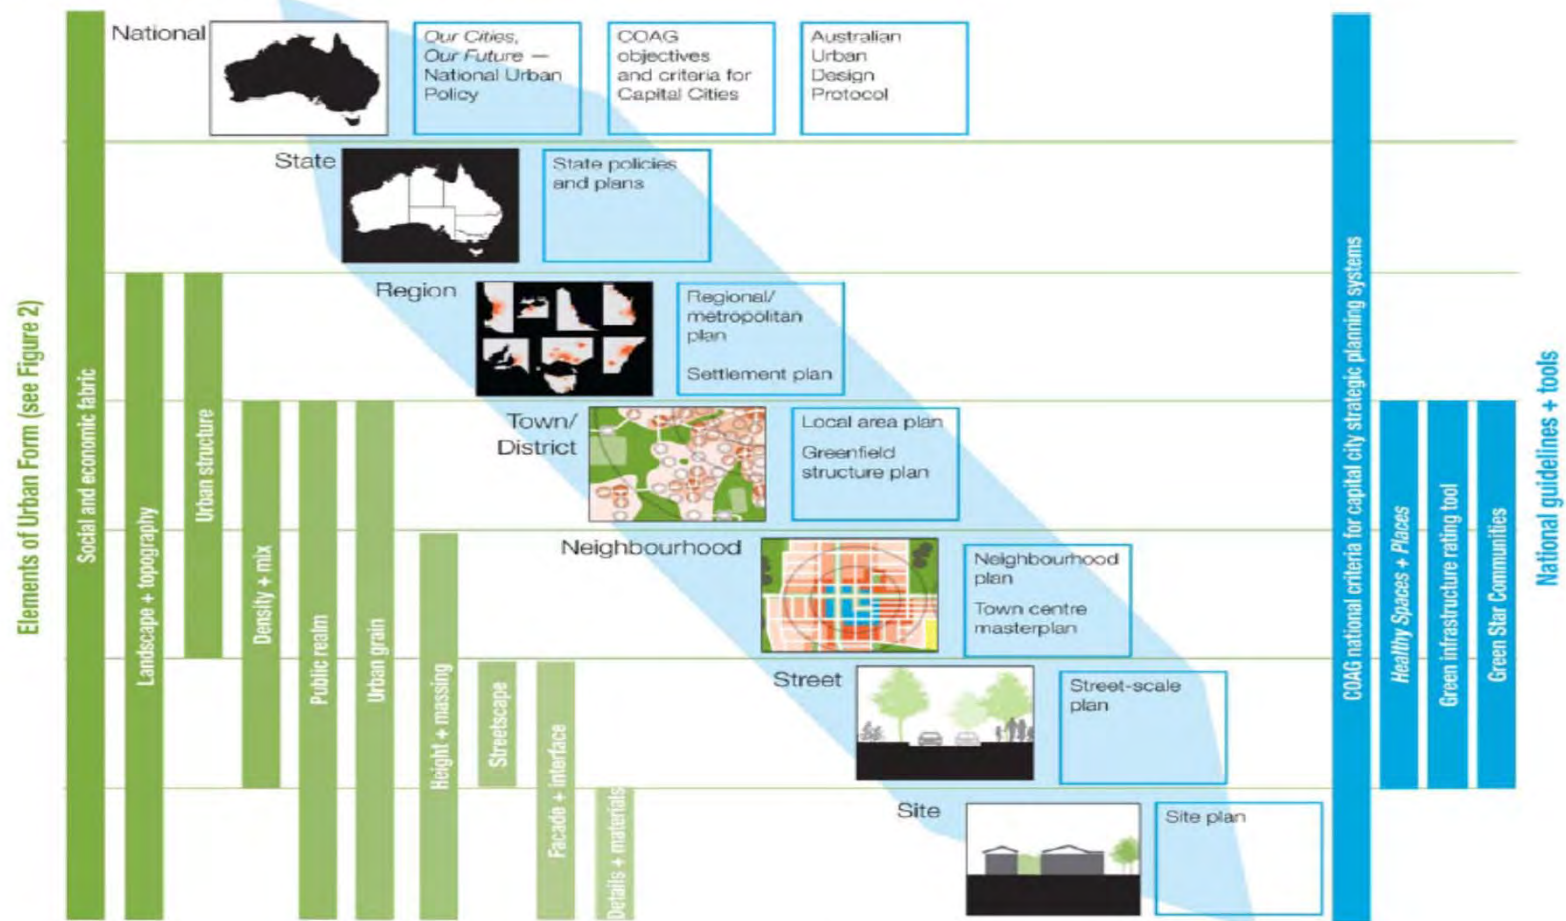 National
Our Cities,
Our Future —
National Urban
Policy
COAG
objectives
and criteria for
Capital Cities
Australian
Urban
Design
Protocol
State
State policies
and plans
Region
Regional/
metropolitan
plan
Settlement plan
Town/
District
Local area plan
Greenfield
structure plan
Neighbourhood
Neighbourhood
plan
Town centre
masterplan
Street
Street-scale
plan
Site
Site plan
Elements of Urban Form (see Figure 2)
Social and economic fabric
Landscape + topography
Urban structure
Density + mix
Public realm
Urban grain
Height + massing
Streetscape
Facade + interface
Details + materials
COAG national criteria for capital city strategic planning systems
Healthy Spaces + Places
Green infrastructure rating tool
Green Star Communities
National guidelines + tools